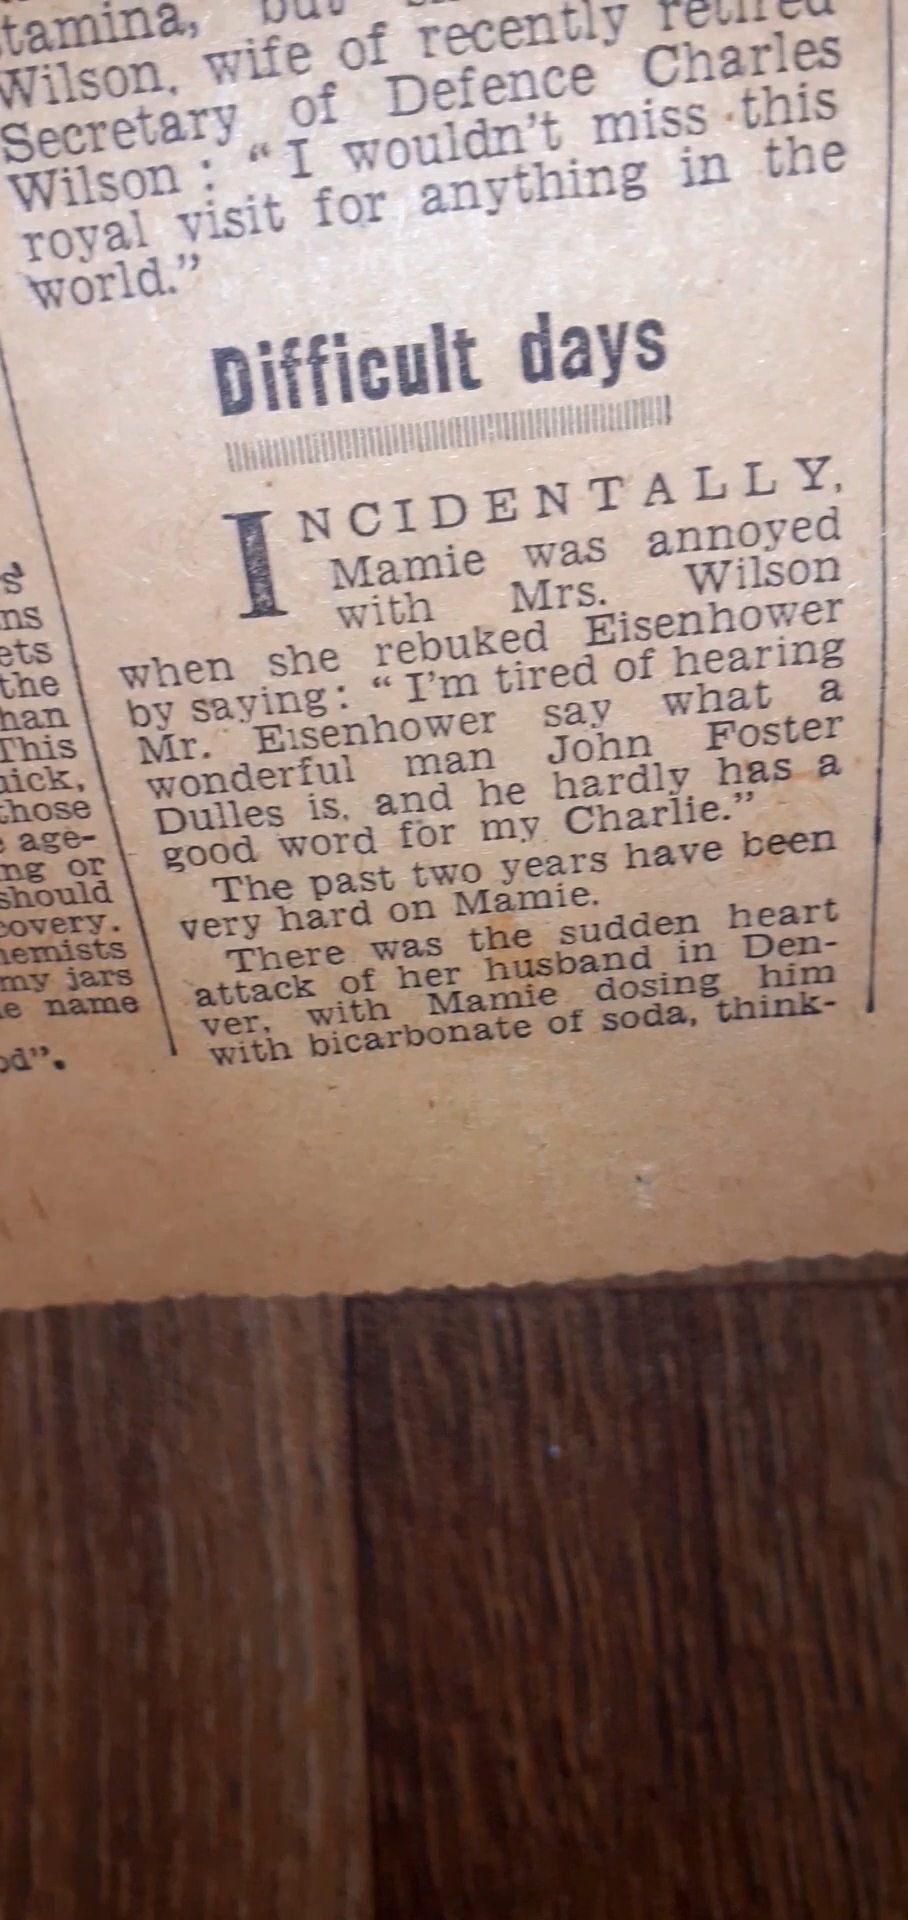 tamina, but
Wilson, wife of recently retired
Secretary of Defence Charles
Wilson : “I wouldn't miss this
royal visit for anything in the
world.”
Difficult days
INCIDENTALLY,
Mamie was annoyed
with Mrs. Wilson
when she rebuked Eisenhower
by saying: “I'm tired of hearing
Mr. Eisenhower say what a
wonderful man John Foster
Dulles is, and he hardly has a
good word for my Charlie.”
The past two years have been
very hard on Mamie.
There was the sudden heart
attack of her husband in Den-
ver, with Mamie dosing him
with bicarbonate of soda, think-
s'
ns
ets
the
han
This
uick,
those
e age-
ng or
should
covery.
hemists
my jars
e name
od”.